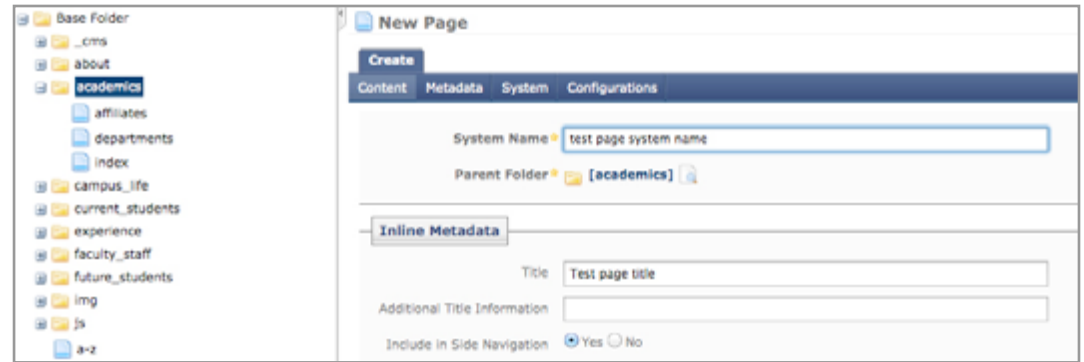 Base Folder
_cms
about
academics
affiliates
departments
index
campus_life
current_students
experience
faculty_staff
future_students
img
js
a-z
New Page
Create
Content Metadata System Configurations
System Name test page system name
Parent Folder [academics]
Inline Metadata
Title Test page title
Additional Title Information
Include in Side Navigation Yes No